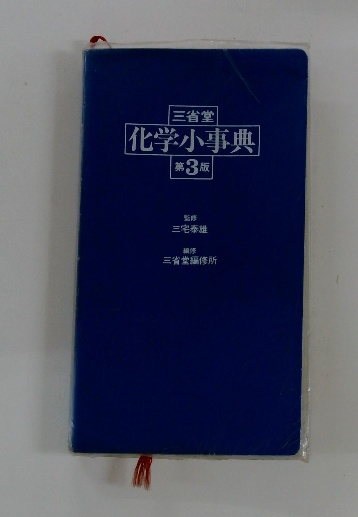 三省堂
化学小事典
第3版
監修
三宅泰雄
編修
三省堂編修所